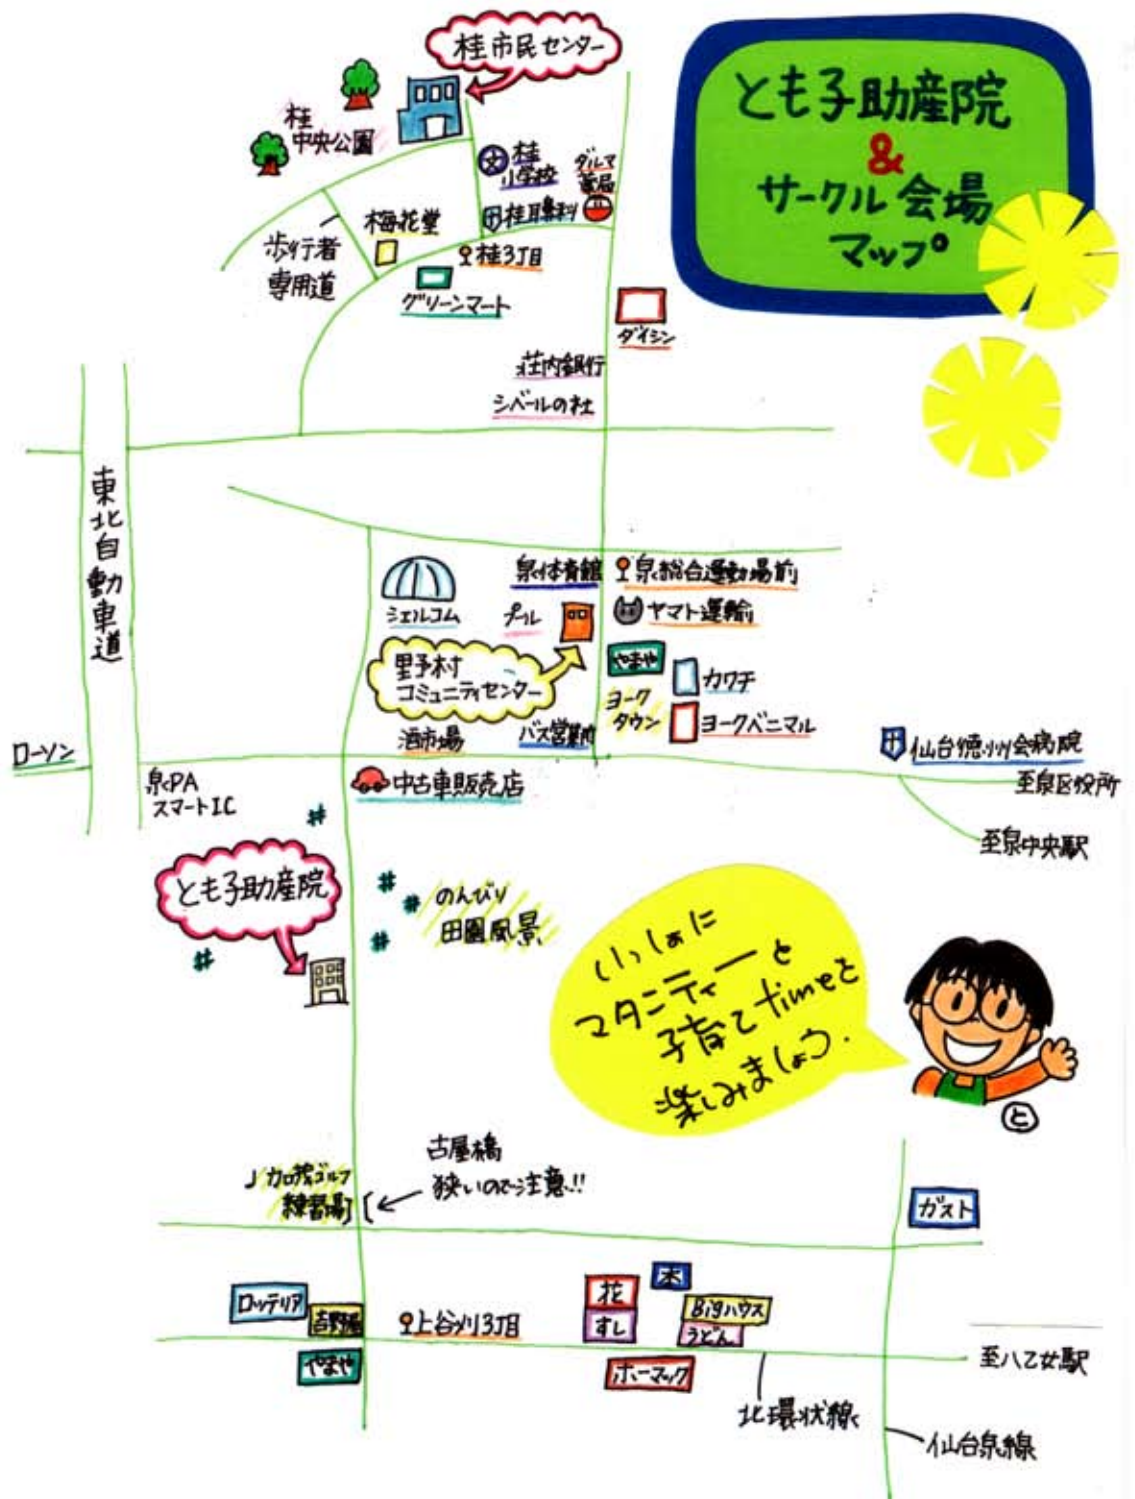 とも子助産院
&
サークル会場
マップ
桂市民センター
桂
中央公園
桂
小学校
ダルマ
薬局
桂耳鼻科
梅花堂
歩行者
専用道
桂3丁目
グリーンマート
ダイシン
荘内銀行
シベールの杜
東北自動車道
シェルコム
泉体育館
泉総合運動場前
プール
ヤマト運輸
野村
コミュニティセンター
やまや
カワチ
ヨーク
タウン
ヨークベニマル
酒市場
バス営業所
仙台徳州会病院
至泉区役所
至泉中央駅
ローソン
泉PA
スマートIC
中古車販売店
とも子助産院
のんびり
田園風景
いっしょに
マタニティーと
子育てtimeを
楽しみましょう.
と
古屋橋
狭いので注意!!
J加茂ゴルフ
練習場
ガスト
ロッテリア
吉野屋
やまや
上谷刈3丁目
花
本
すし
Bigハウス
うどん
ホーマック
至八乙女駅
北環状線
仙台泉線